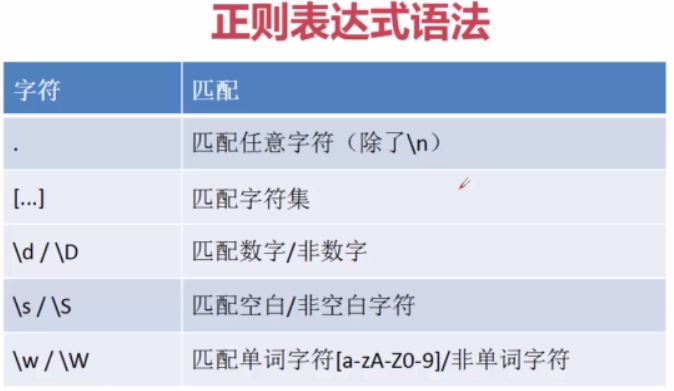 正则表达式语法
字符 匹配
. 匹配任意字符（除了\n）
[...] 匹配字符集
\d / \D 匹配数字/非数字
\s / \S 匹配空白/非空白字符
\w / \W 匹配单词字符[a-zA-Z0-9]/非单词字符